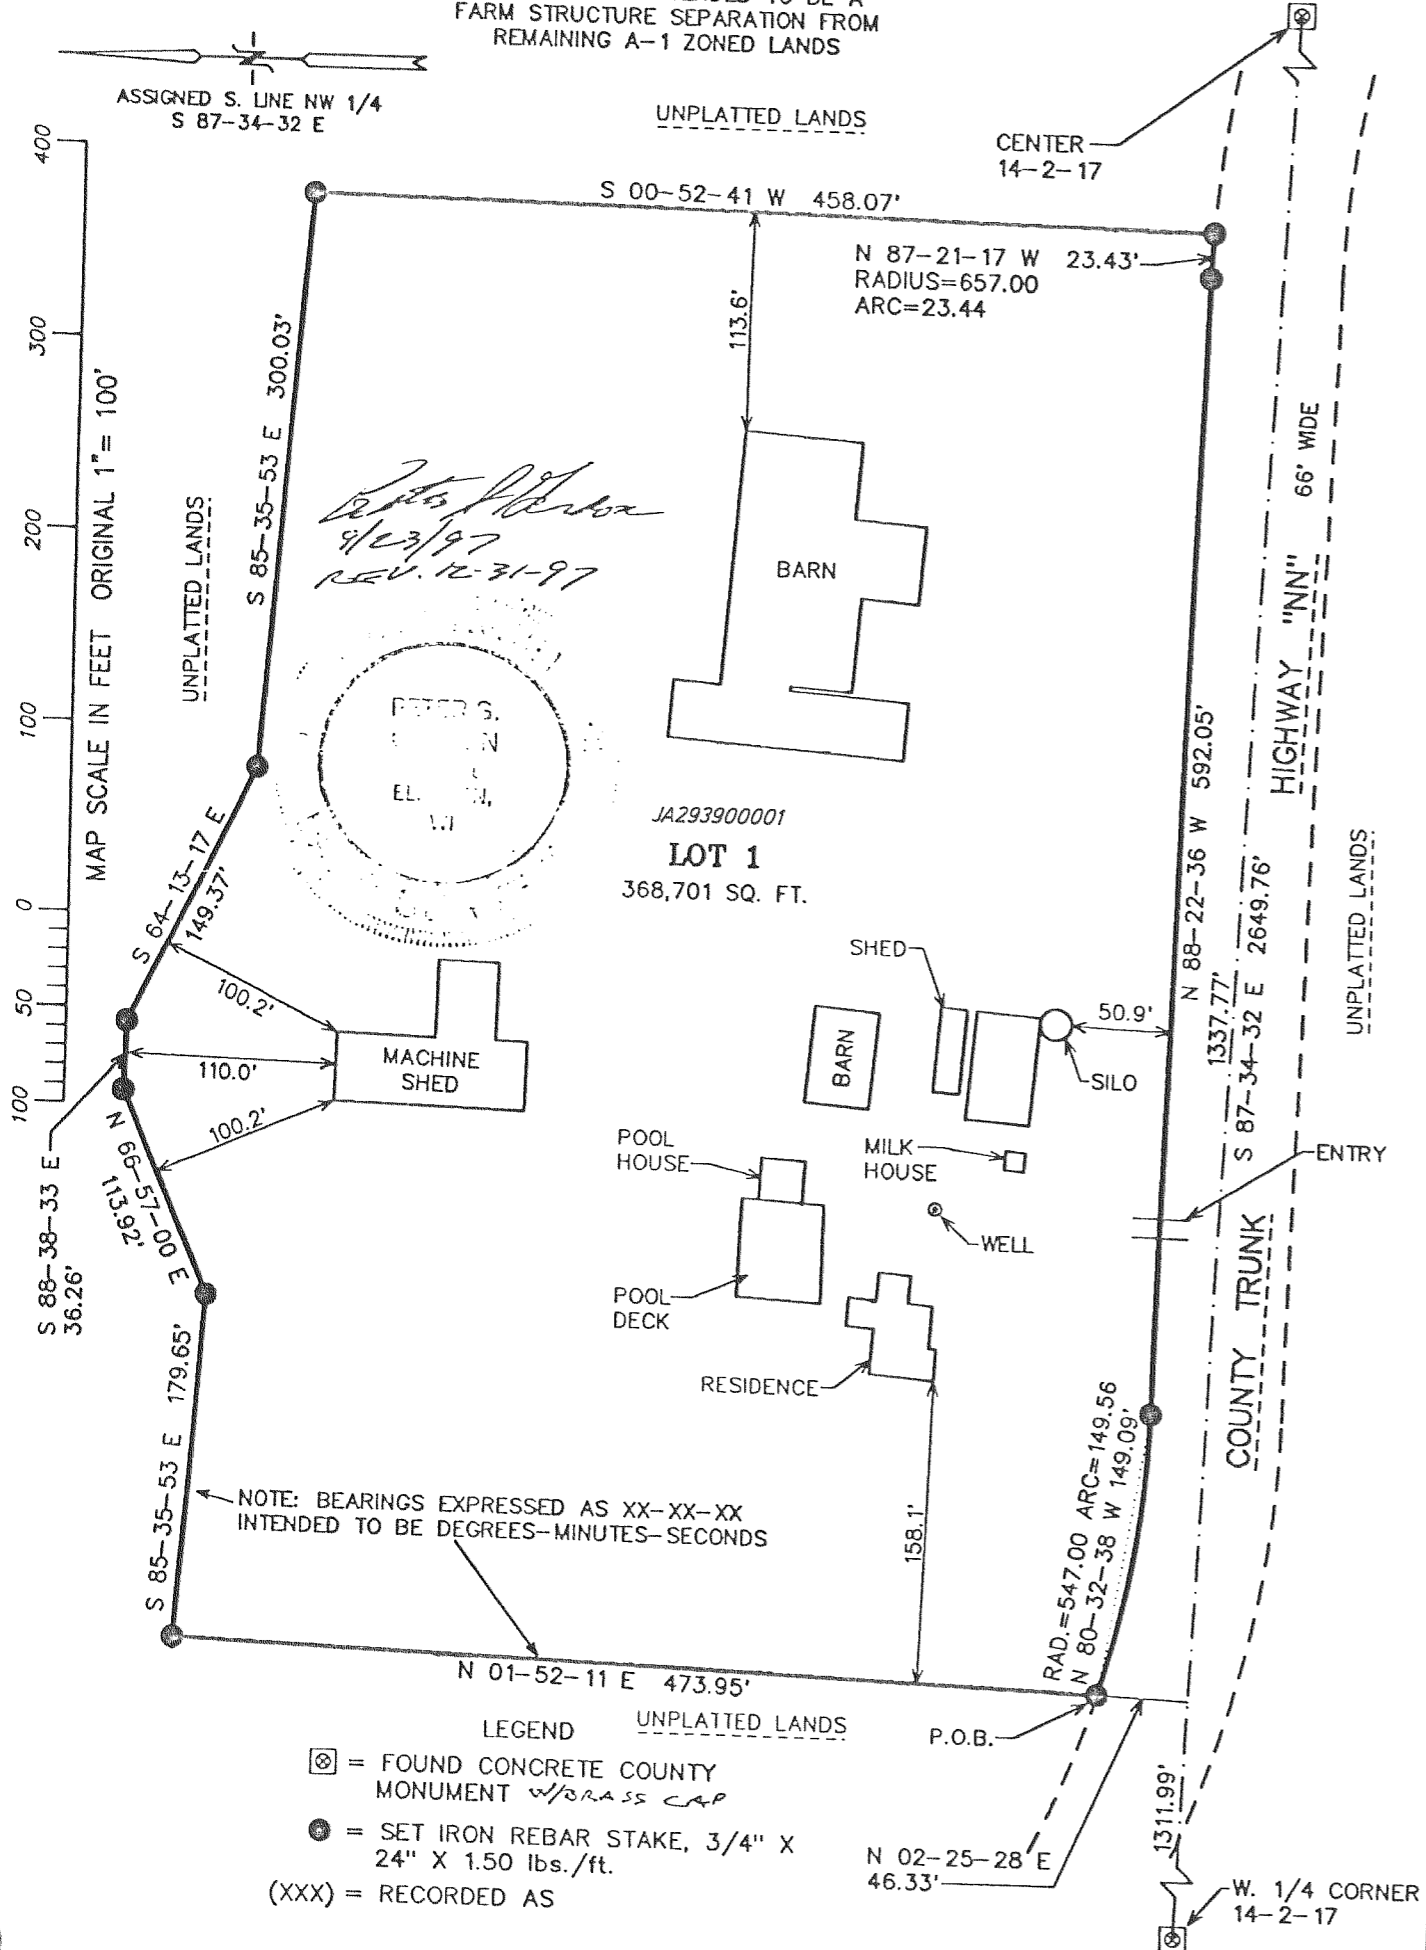 FARM STRUCTURE SEPARATION FROM
REMAINING A-1 ZONED LANDS
ASSIGNED S. LINE NW 1/4
S 87-34-32 E
UNPLATTED LANDS
CENTER
14-2-17
S 00-52-41 W 458.07'
N 87-21-17 W 23.43'
RADIUS=657.00
ARC=23.44
113.6'
400
300
200
100
0
50
100
MAP SCALE IN FEET ORIGINAL 1"= 100'
UNPLATTED LANDS
S 85-35-53 E 300.03'
9/23/97
REV. 12-31-97
BARN
66' WIDE
HIGHWAY "NN"
PETER S.
WI
JA293900001
LOT 1
368,701 SQ. FT.
S 64-13-17 E
149.37'
N 88-22-36 W 592.05'
1337.77'
S 87-34-32 E 2649.76'
UNPLATTED LANDS
100.2'
110.0'
100.2'
MACHINE
SHED
SHED
BARN
50.9'
SILO
MILK
HOUSE
POOL
HOUSE
WELL
ENTRY
POOL
DECK
RESIDENCE
COUNTY TRUNK
S 88-38-33 E
36.26'
N 66-57-00 E
113.92'
S 85-35-53 E 179.65'
NOTE: BEARINGS EXPRESSED AS XX-XX-XX
INTENDED TO BE DEGREES-MINUTES-SECONDS
158.1'
RAD.=547.00 ARC=149.56
N 80-32-38 W 149.09'
N 01-52-11 E 473.95'
UNPLATTED LANDS
P.O.B.
LEGEND
= FOUND CONCRETE COUNTY
MONUMENT W/BRASS CAP
= SET IRON REBAR STAKE, 3/4" X
24" X 1.50 lbs./ft.
(XXX) = RECORDED AS
N 02-25-28 E
46.33'
1311.99'
W. 1/4 CORNER
14-2-17